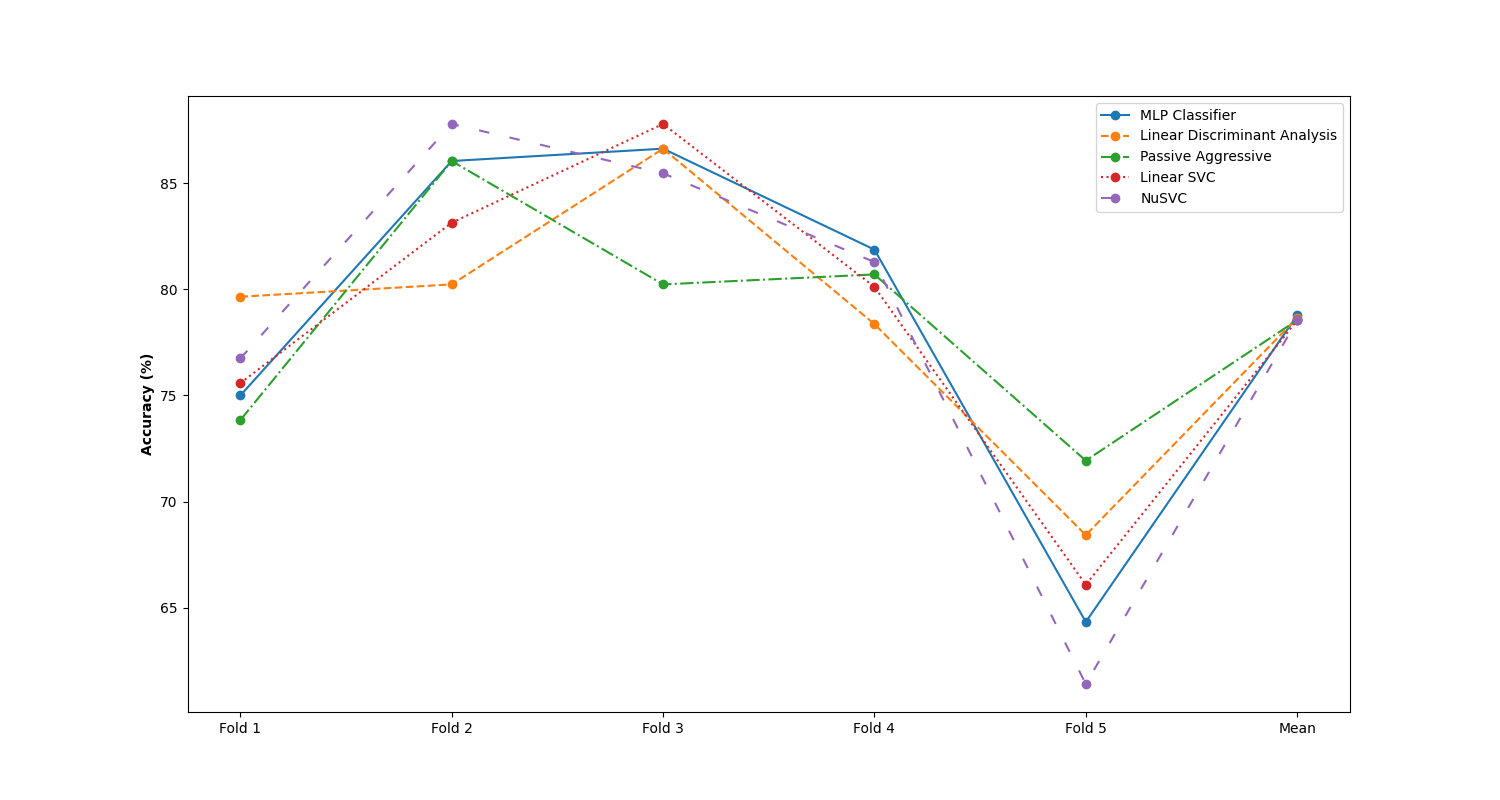 MLP Classifier
Linear Discriminant Analysis
Passive Aggressive
Linear SVC
NuSVC
Accuracy (%)
85
80
75
70
65
Fold 1 Fold 2 Fold 3 Fold 4 Fold 5 Mean